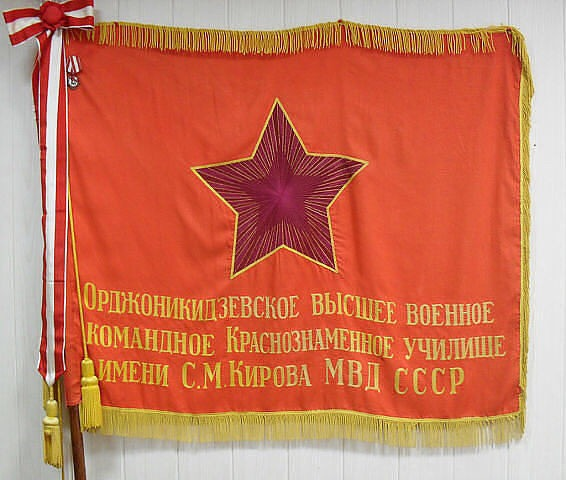 Орджоникидзевское высшее военное
командное Краснознаменное училище
имени С.М.Кирова МВД СССР